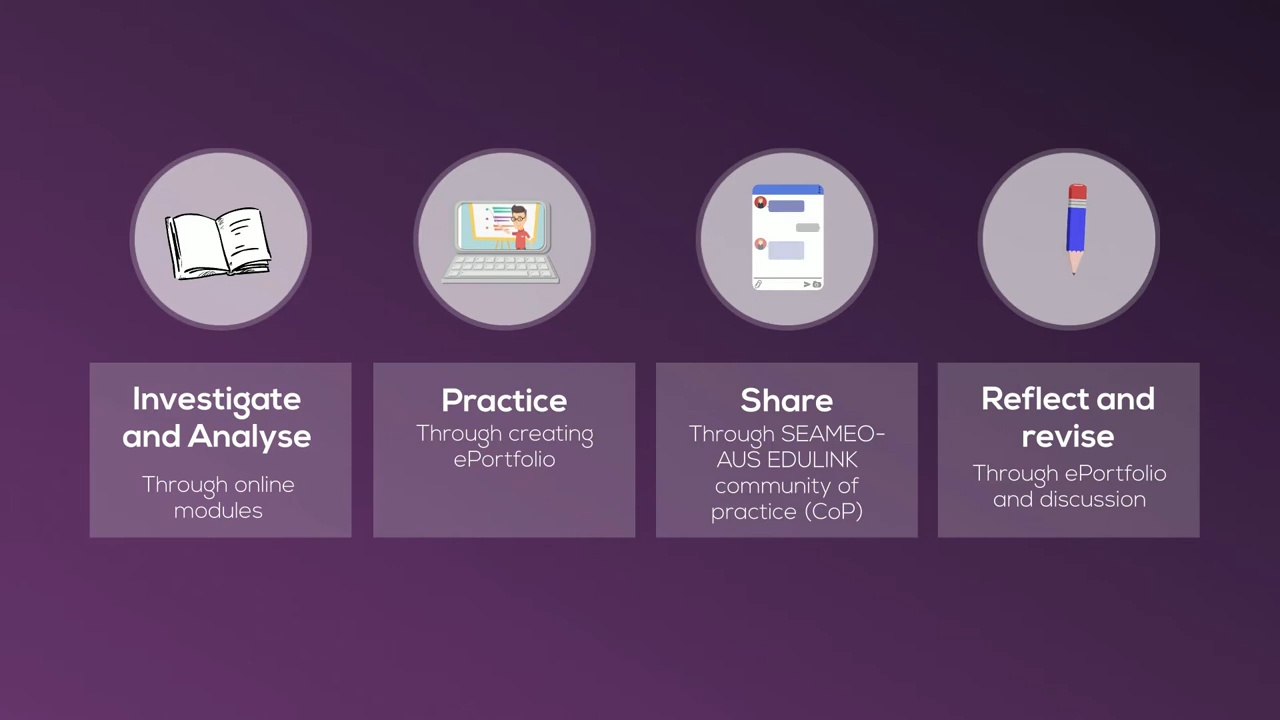 Investigate
and Analyse
Through online
modules
Practice
Through creating
ePortfolio
Share
Through SEAMEO-
AUS EDULINK
community of
practice (CoP)
Reflect and
revise
Through ePortfolio
and discussion